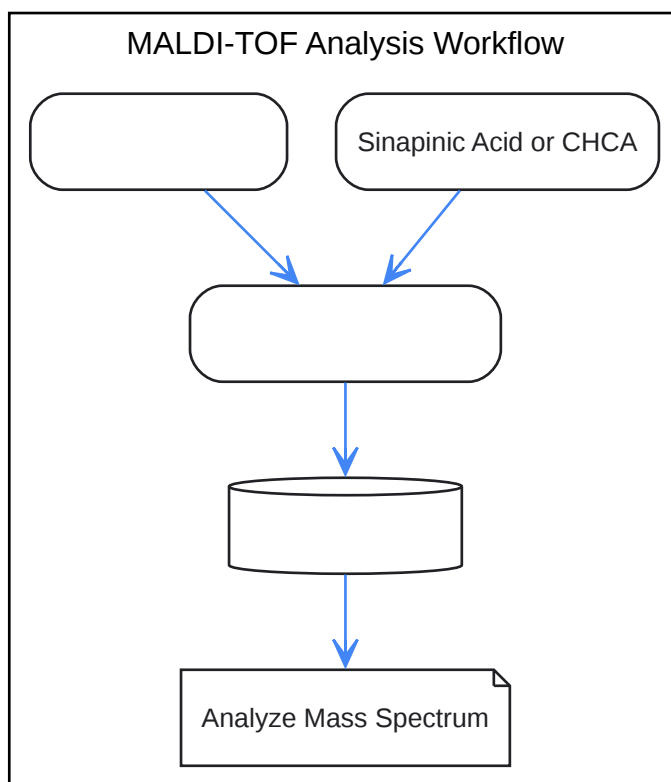 MALDI-TOF Analysis Workflow
Sinapinic Acid or CHCA
Analyze Mass Spectrum